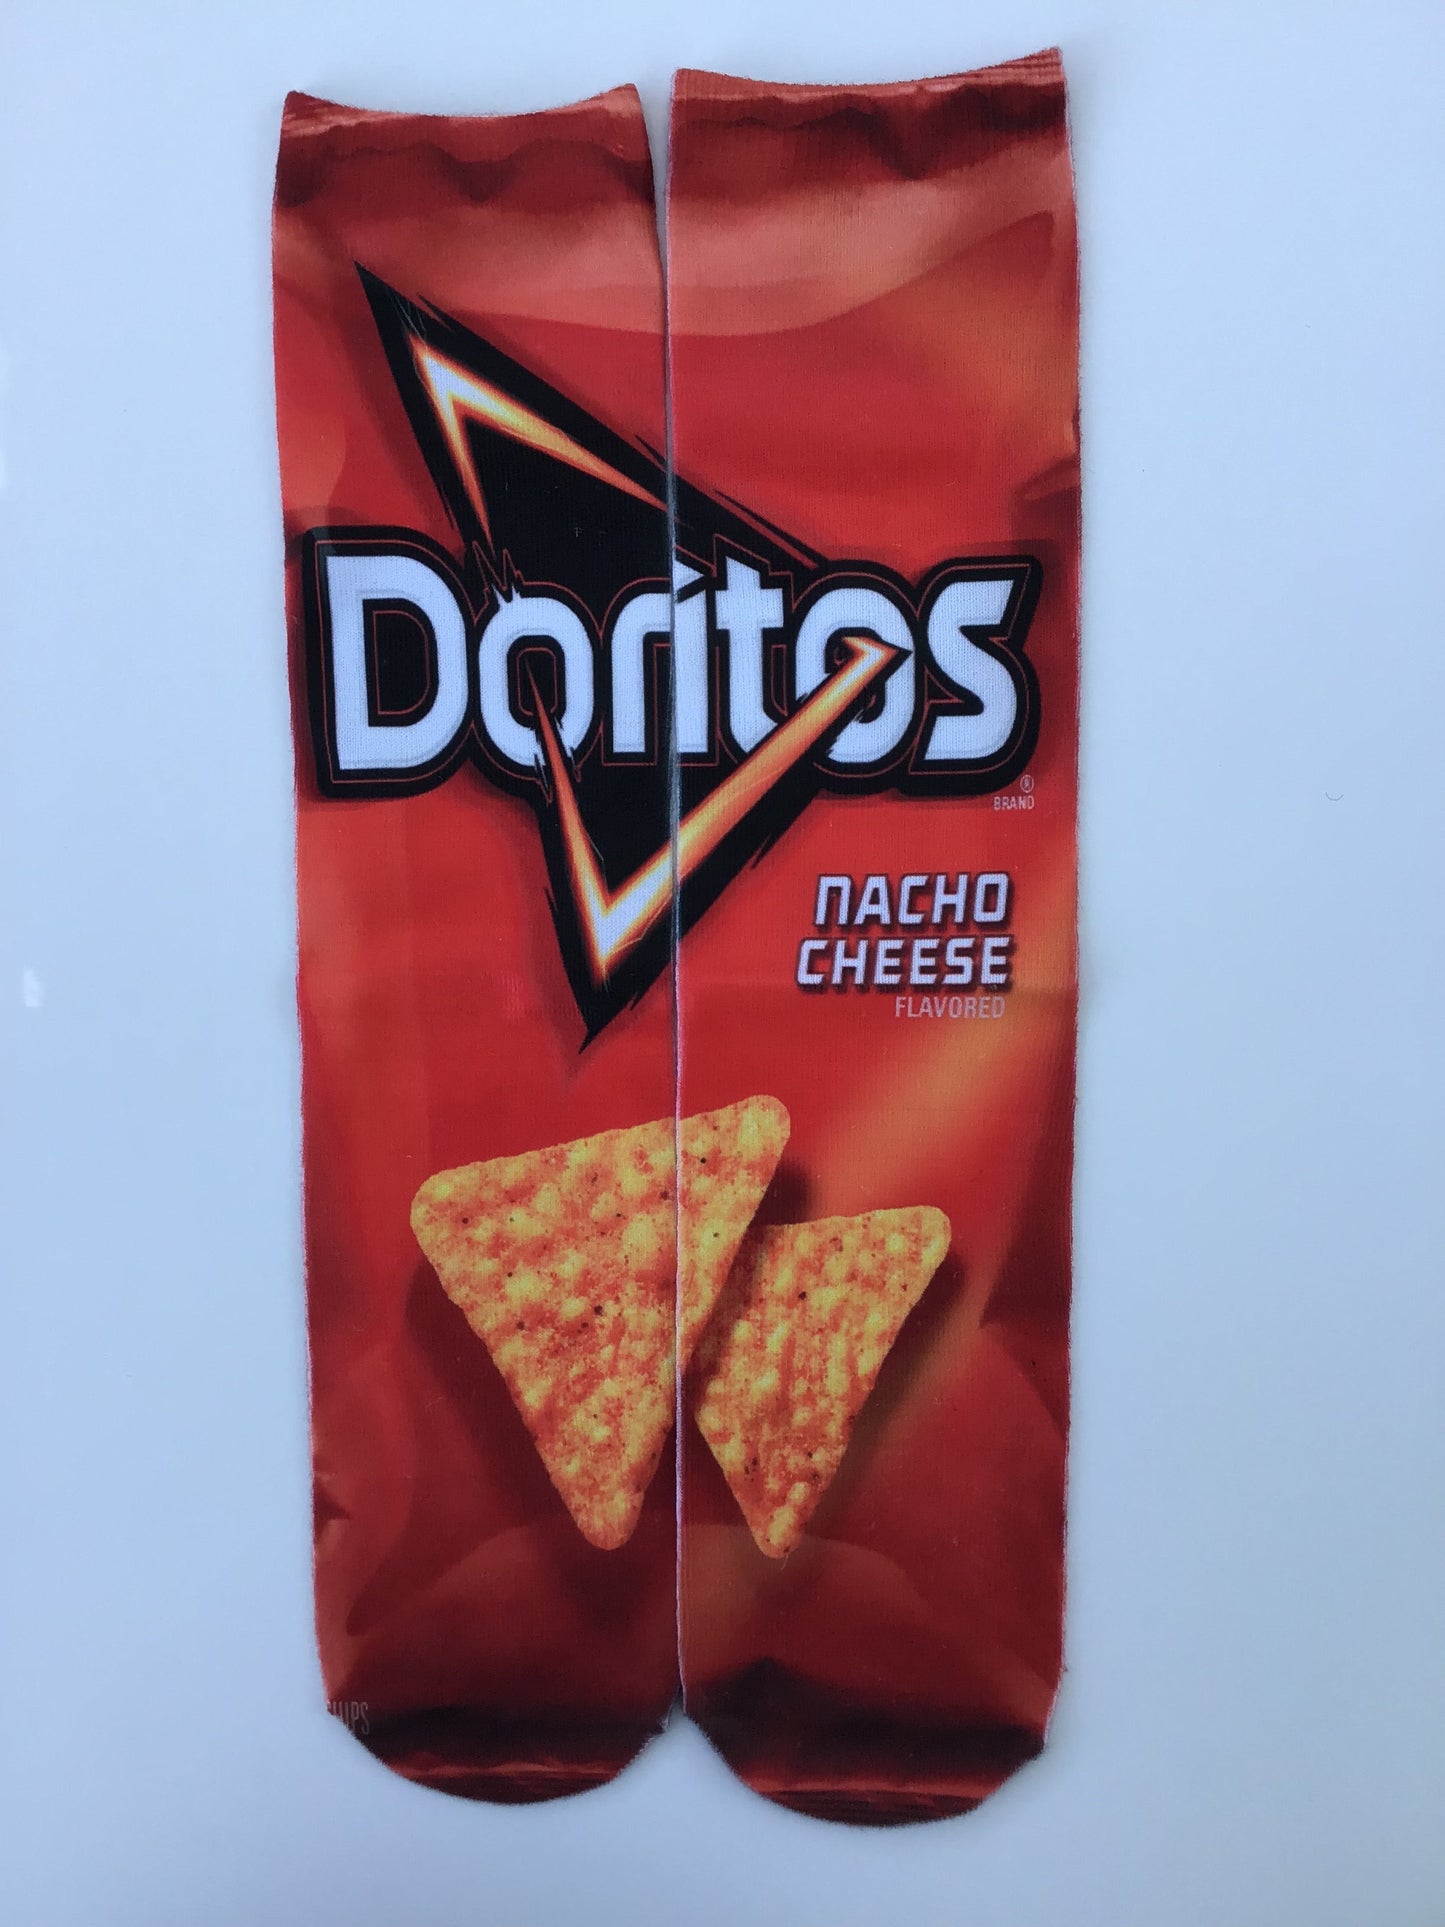 Doritos
®
BRAND
NACHO
CHEESE
FLAVORED